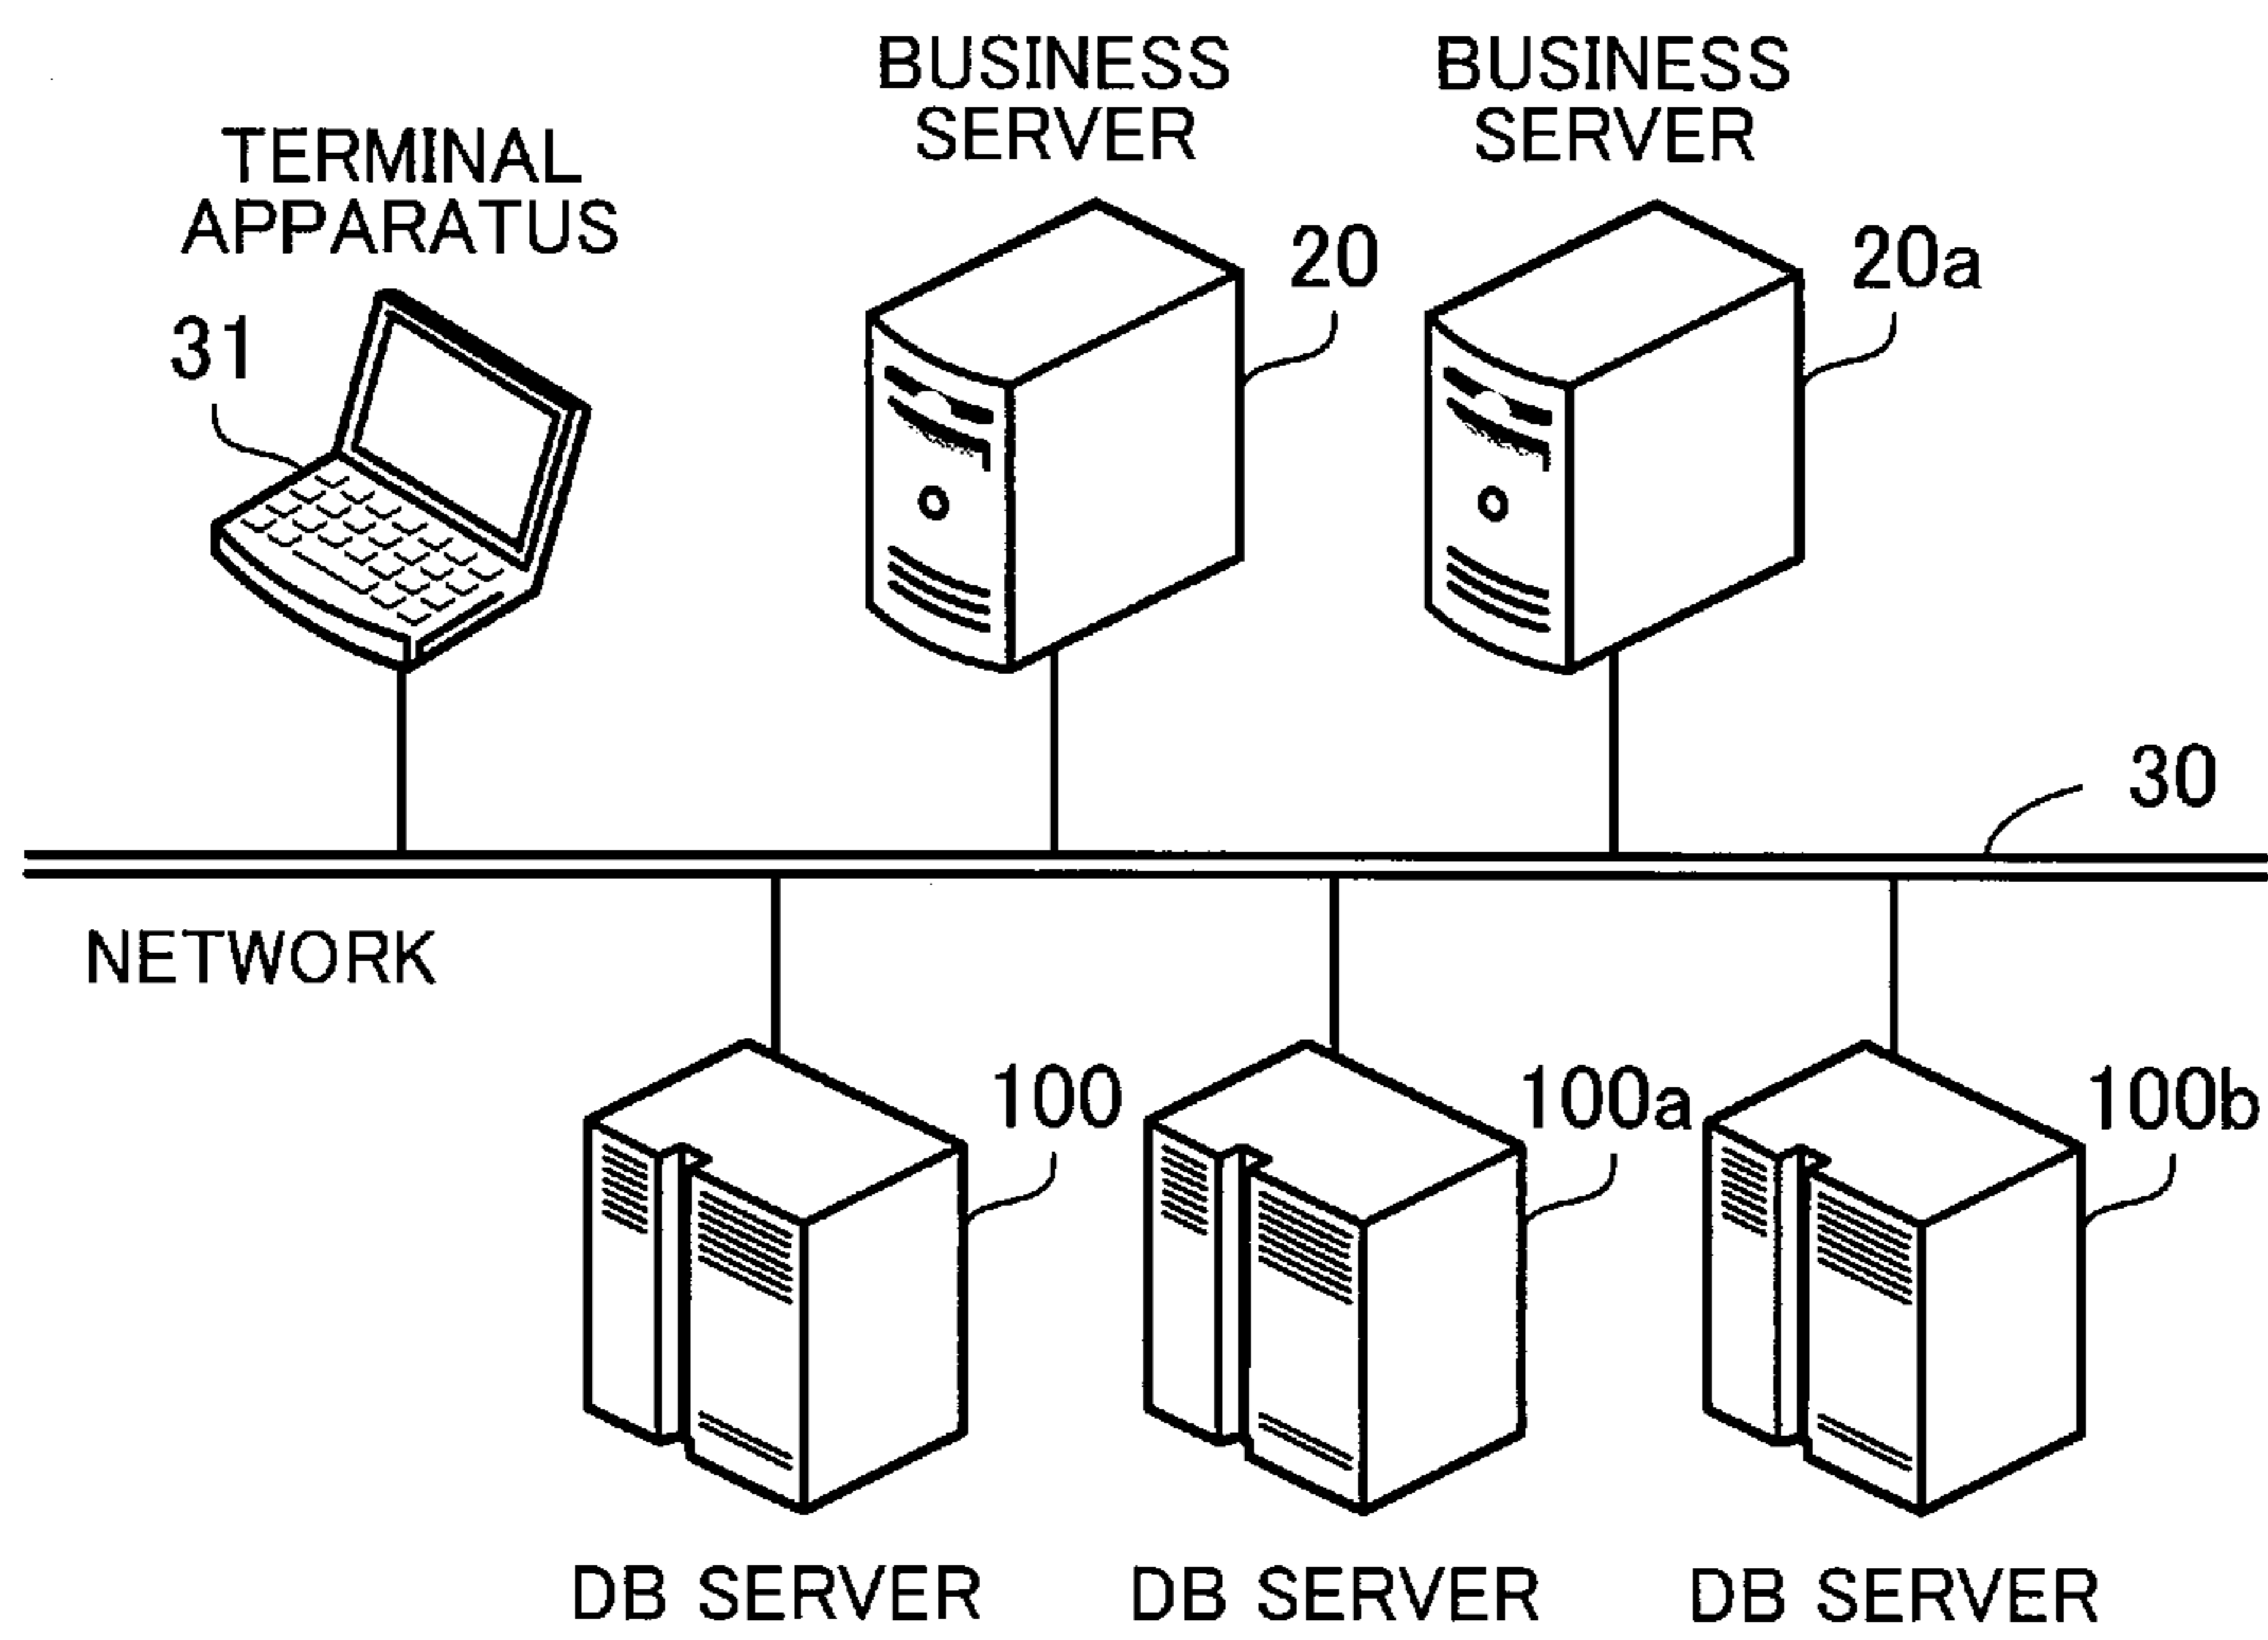 BUSINESS
SERVER
BUSINESS
SERVER
TERMINAL
APPARATUS
20
20a
31
30
NETWORK
100
100a
100b
DB SERVER
DB SERVER
DB SERVER